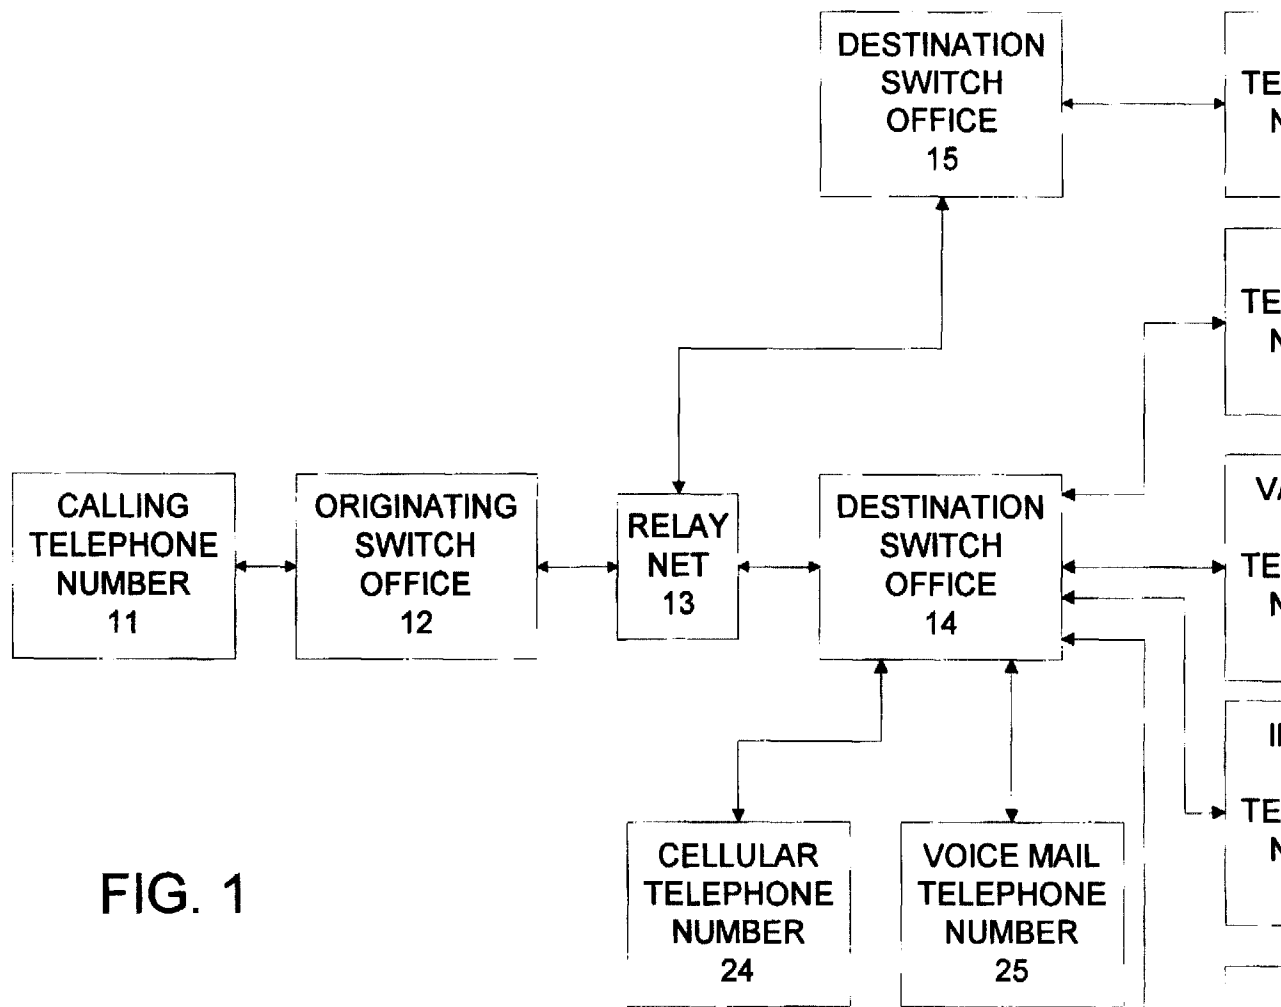 DESTINATION
SWITCH
OFFICE
15
CALLING
TELEPHONE
NUMBER
11
ORIGINATING
SWITCH
OFFICE
12
RELAY
NET
13
DESTINATION
SWITCH
OFFICE
14
CELLULAR
TELEPHONE
NUMBER
24
VOICE MAIL
TELEPHONE
NUMBER
25
FIG. 1